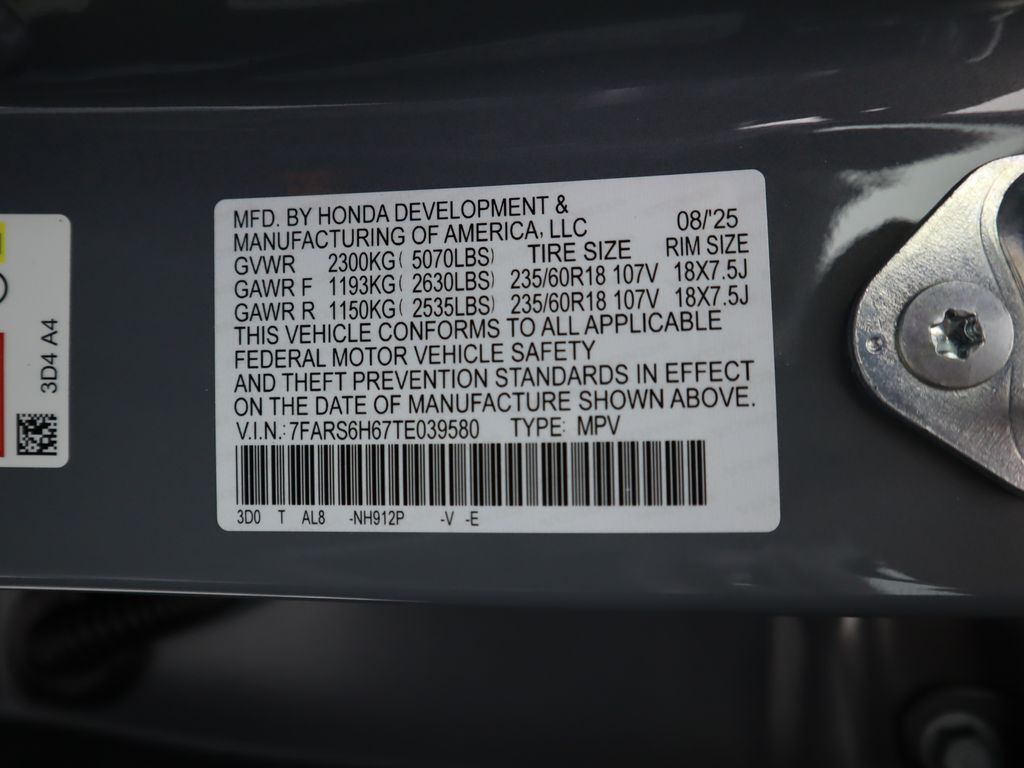 MFD. BY HONDA DEVELOPMENT &
MANUFACTURING OF AMERICA, LLC 08/'25
GVWR 2300KG ( 5070LBS) TIRE SIZE RIM SIZE
GAWR F 1193KG ( 2630LBS) 235/60R18 107V 18X7.5J
GAWR R 1150KG ( 2535LBS) 235/60R18 107V 18X7.5J
THIS VEHICLE CONFORMS TO ALL APPLICABLE
FEDERAL MOTOR VEHICLE SAFETY
AND THEFT PREVENTION STANDARDS IN EFFECT
ON THE DATE OF MANUFACTURE SHOWN ABOVE.
V.I.N.: 7FARS6H67TE039580 TYPE: MPV
3D0 T AL8 -NH912P -V -E
3D4 A4